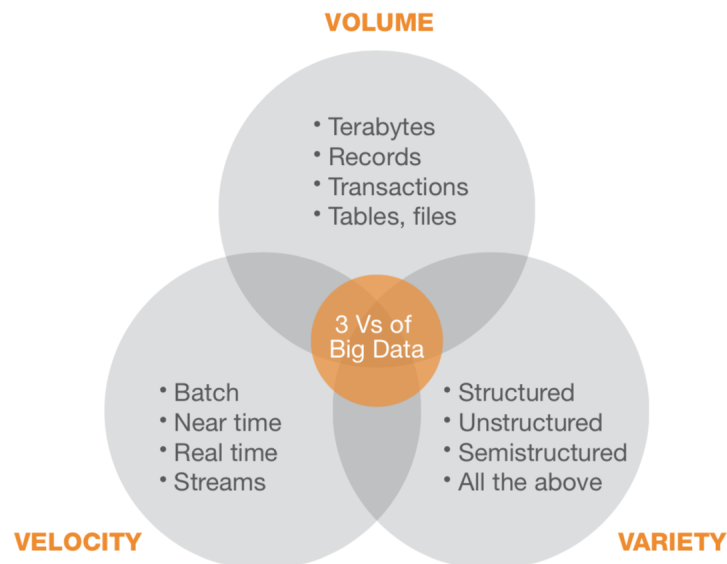 VOLUME
• Terabytes
• Records
• Transactions
• Tables, files
3 Vs of
Big Data
• Batch
• Near time
• Real time
• Streams
• Structured
• Unstructured
• Semistructured
• All the above
VELOCITY
VARIETY